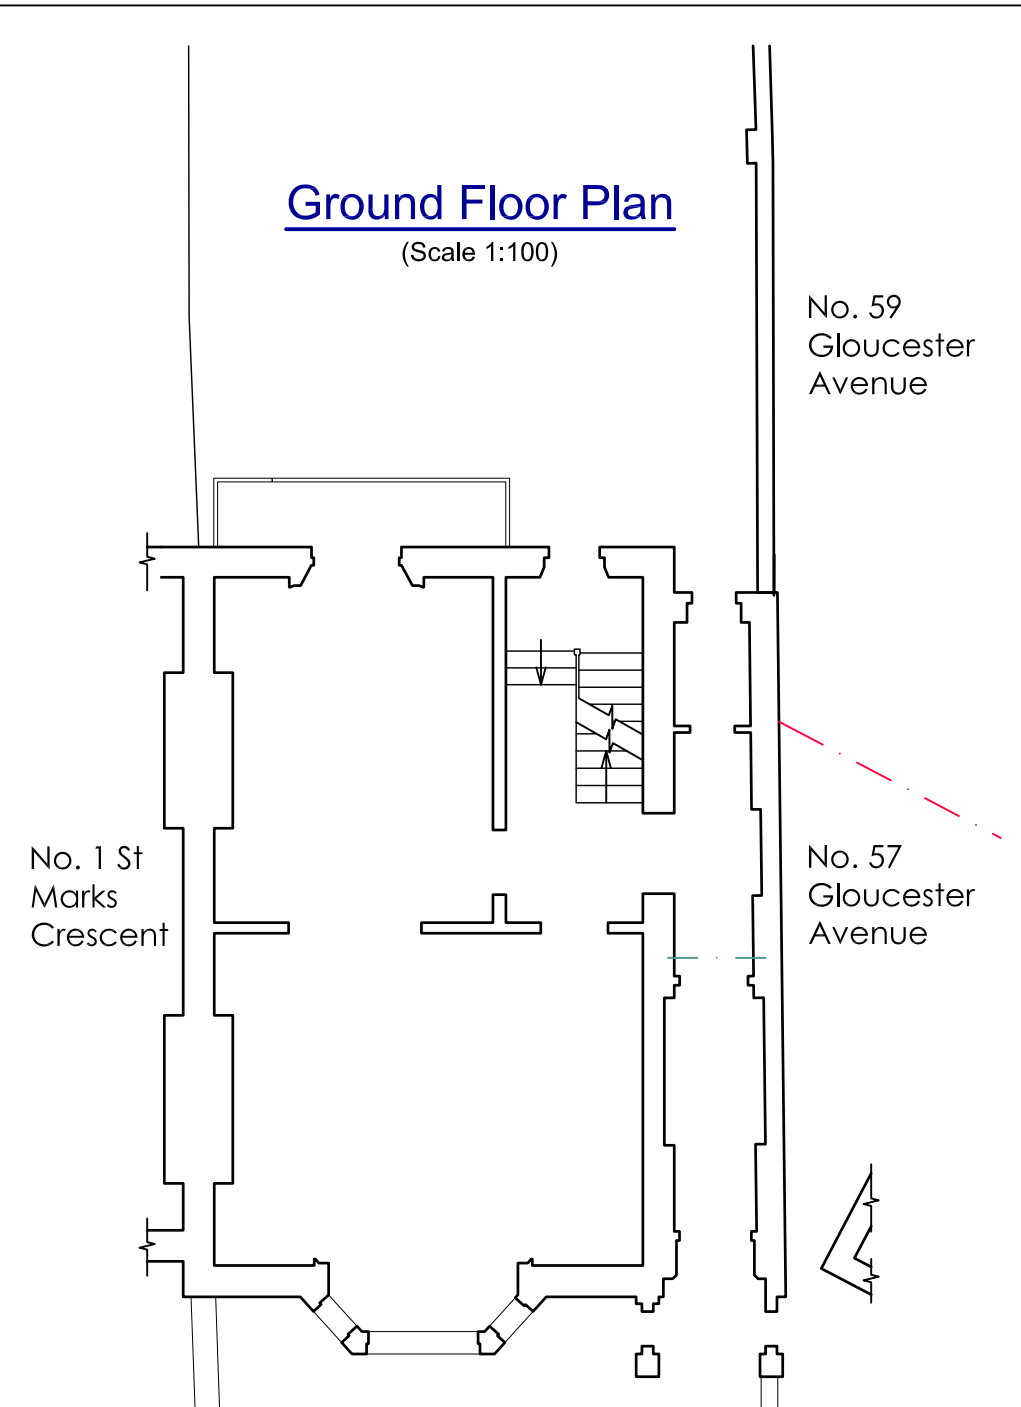 Ground Floor Plan
(Scale 1:100)
No. 59
Gloucester
Avenue
No. 1 St
Marks
Crescent
No. 57
Gloucester
Avenue